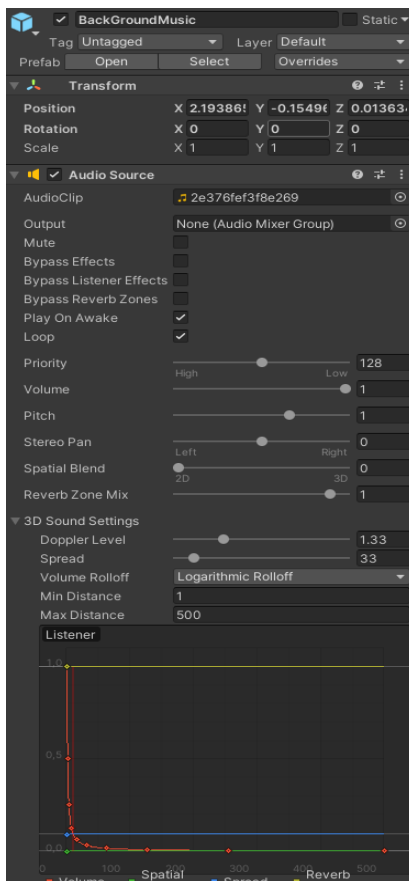 BackGroundMusic Static
Tag Untagged Layer Default
Prefab Open Select Overrides
Transform
Position X 2.193865 Y -0.15496 Z 0.01363
Rotation X 0 Y 0 Z 0
Scale X 1 Y 1 Z 1
Audio Source
AudioClip 2e376fef3f8e269
Output None (Audio Mixer Group)
Mute
Bypass Effects
Bypass Listener Effects
Bypass Reverb Zones
Play On Awake
Loop
Priority 128
High Low
Volume 1
Pitch 1
Stereo Pan 0
Left Right
Spatial Blend 0
2D 3D
Reverb Zone Mix 1
3D Sound Settings
Doppler Level 1.33
Spread 33
Volume Rolloff Logarithmic Rolloff
Min Distance 1
Max Distance 500
Listener
1,0
0,5
0,0
0 100 200 300 400 500
Volume Spatial Spread Reverb